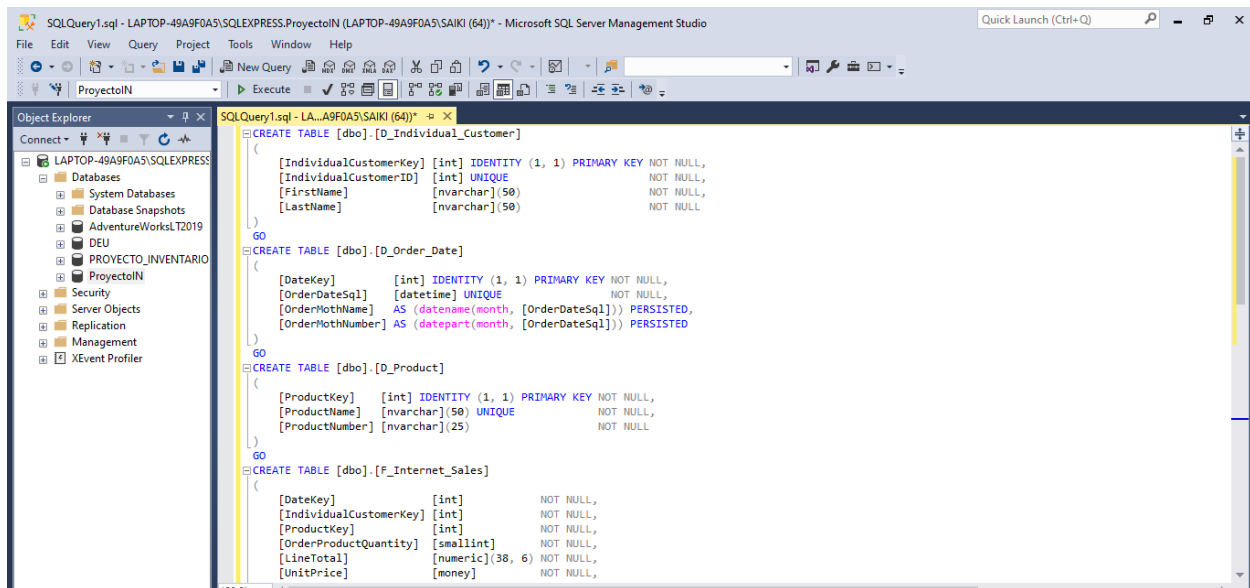 SQLQuery1.sql - LAPTOP-49A9F0A5\SQLEXPRESS.ProyectoIN (LAPTOP-49A9F0A5\SAIKI (64))* - Microsoft SQL Server Management Studio
Quick Launch (Ctrl+Q)
File Edit View Query Project Tools Window Help
New Query MDX DMX XMLA DAX
ProyectoIN Execute
Object Explorer
SQLQuery1.sql - LA...A9F0A5\SAIKI (64))*
Connect
LAPTOP-49A9F0A5\SQLEXPRESS
Databases
System Databases
Database Snapshots
AdventureWorksLT2019
DEU
PROYECTO_INVENTARIO
ProyectoIN
Security
Server Objects
Replication
Management
XEvent Profiler
CREATE TABLE [dbo].[D_Individual_Customer]
(
[IndividualCustomerKey] [int] IDENTITY (1, 1) PRIMARY KEY NOT NULL,
[IndividualCustomerID] [int] UNIQUE NOT NULL,
[FirstName] [nvarchar](50) NOT NULL,
[LastName] [nvarchar](50) NOT NULL
)
GO
CREATE TABLE [dbo].[D_Order_Date]
(
[DateKey] [int] IDENTITY (1, 1) PRIMARY KEY NOT NULL,
[OrderDateSql] [datetime] UNIQUE NOT NULL,
[OrderMothName] AS (datename(month, [OrderDateSql])) PERSISTED,
[OrderMothNumber] AS (datepart(month, [OrderDateSql])) PERSISTED
)
GO
CREATE TABLE [dbo].[D_Product]
(
[ProductKey] [int] IDENTITY (1, 1) PRIMARY KEY NOT NULL,
[ProductName] [nvarchar](50) UNIQUE NOT NULL,
[ProductNumber] [nvarchar](25) NOT NULL
)
GO
CREATE TABLE [dbo].[F_Internet_Sales]
(
[DateKey] [int] NOT NULL,
[IndividualCustomerKey] [int] NOT NULL,
[ProductKey] [int] NOT NULL,
[OrderProductQuantity] [smallint] NOT NULL,
[LineTotal] [numeric](38, 6) NOT NULL,
[UnitPrice] [money] NOT NULL,